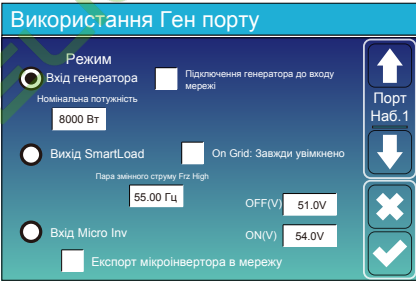 Використання Ген порту
Режим
Вхід генератора
Підключення генератора до входу
мережі
Номінальна потужність
8000 Вт
Порт
Наб.1
Вихід SmartLoad
On Grid: Завжди увімкнено
Пара змінного струму Frz High
55.00 Гц
OFF(V) 51.0V
Вхід Micro Inv
ON(V) 54.0V
Експорт мікроінвертора в мережу